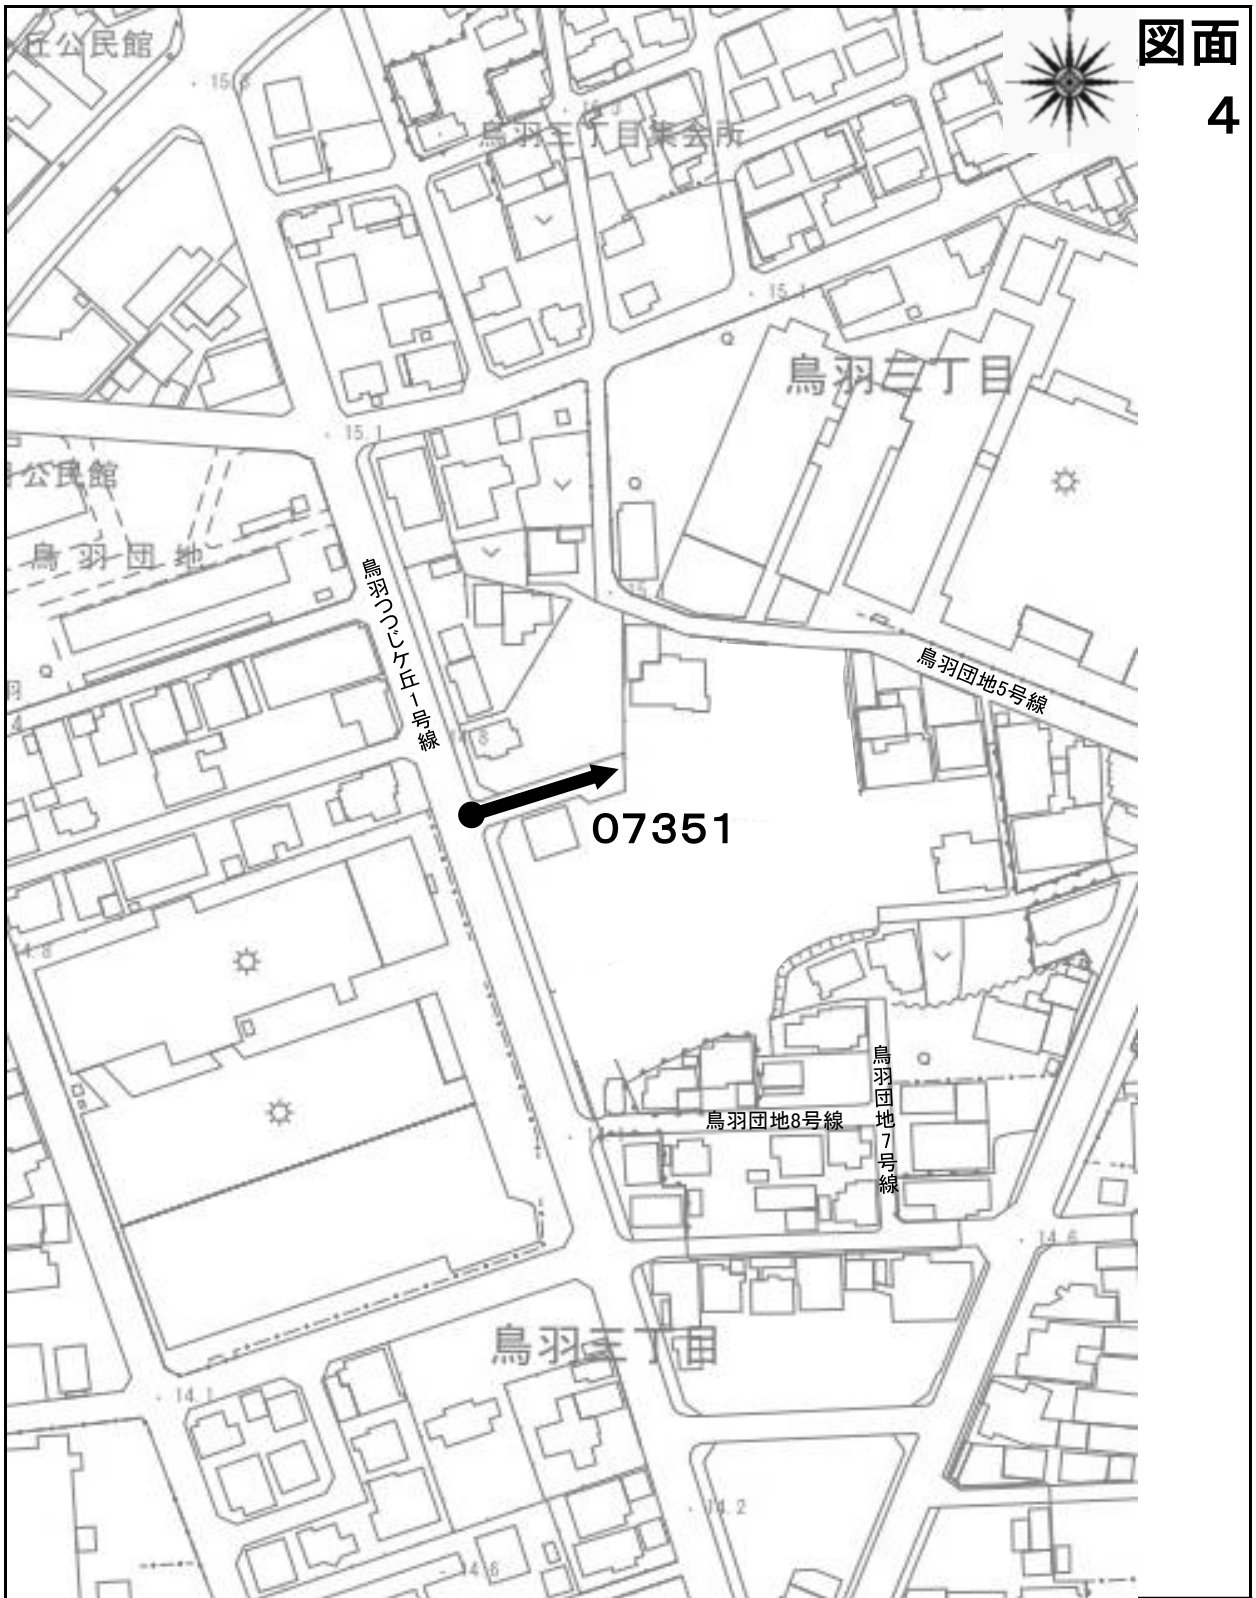 図面
4
丘公民館
15.3
鳥羽三丁目集会所
15.1
鳥羽三丁目
15.1
公民館
鳥羽団地
鳥羽つつじケ丘1号線
鳥羽団地5号線
07351
4.8
鳥羽団地7号線
鳥羽団地8号線
14.6
鳥羽三丁目
14.1
14.2
14.6